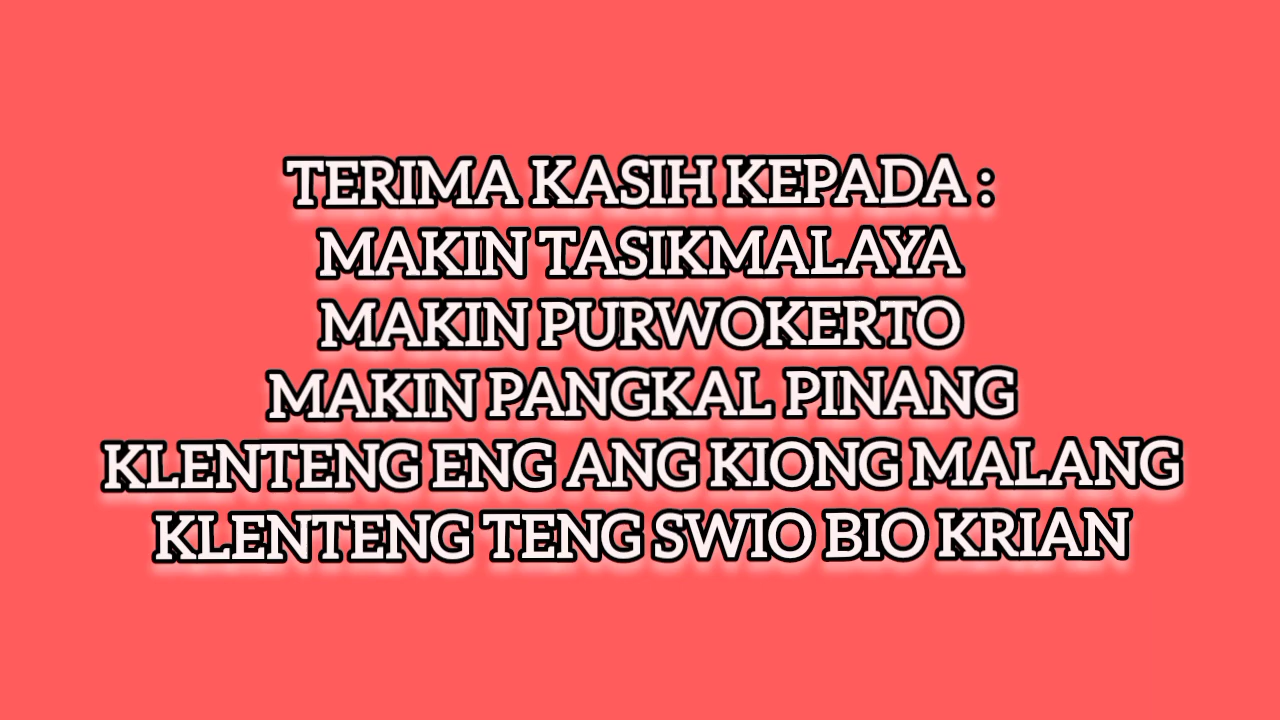 TERIMA KASIH KEPADA :
MAKIN TASIKMALAYA
MAKIN PURWOKERTO
MAKIN PANGKAL PINANG
KLENTENG ENG ANG KIONG MALANG
KLENTENG TENG SWIO BIO KRIAN